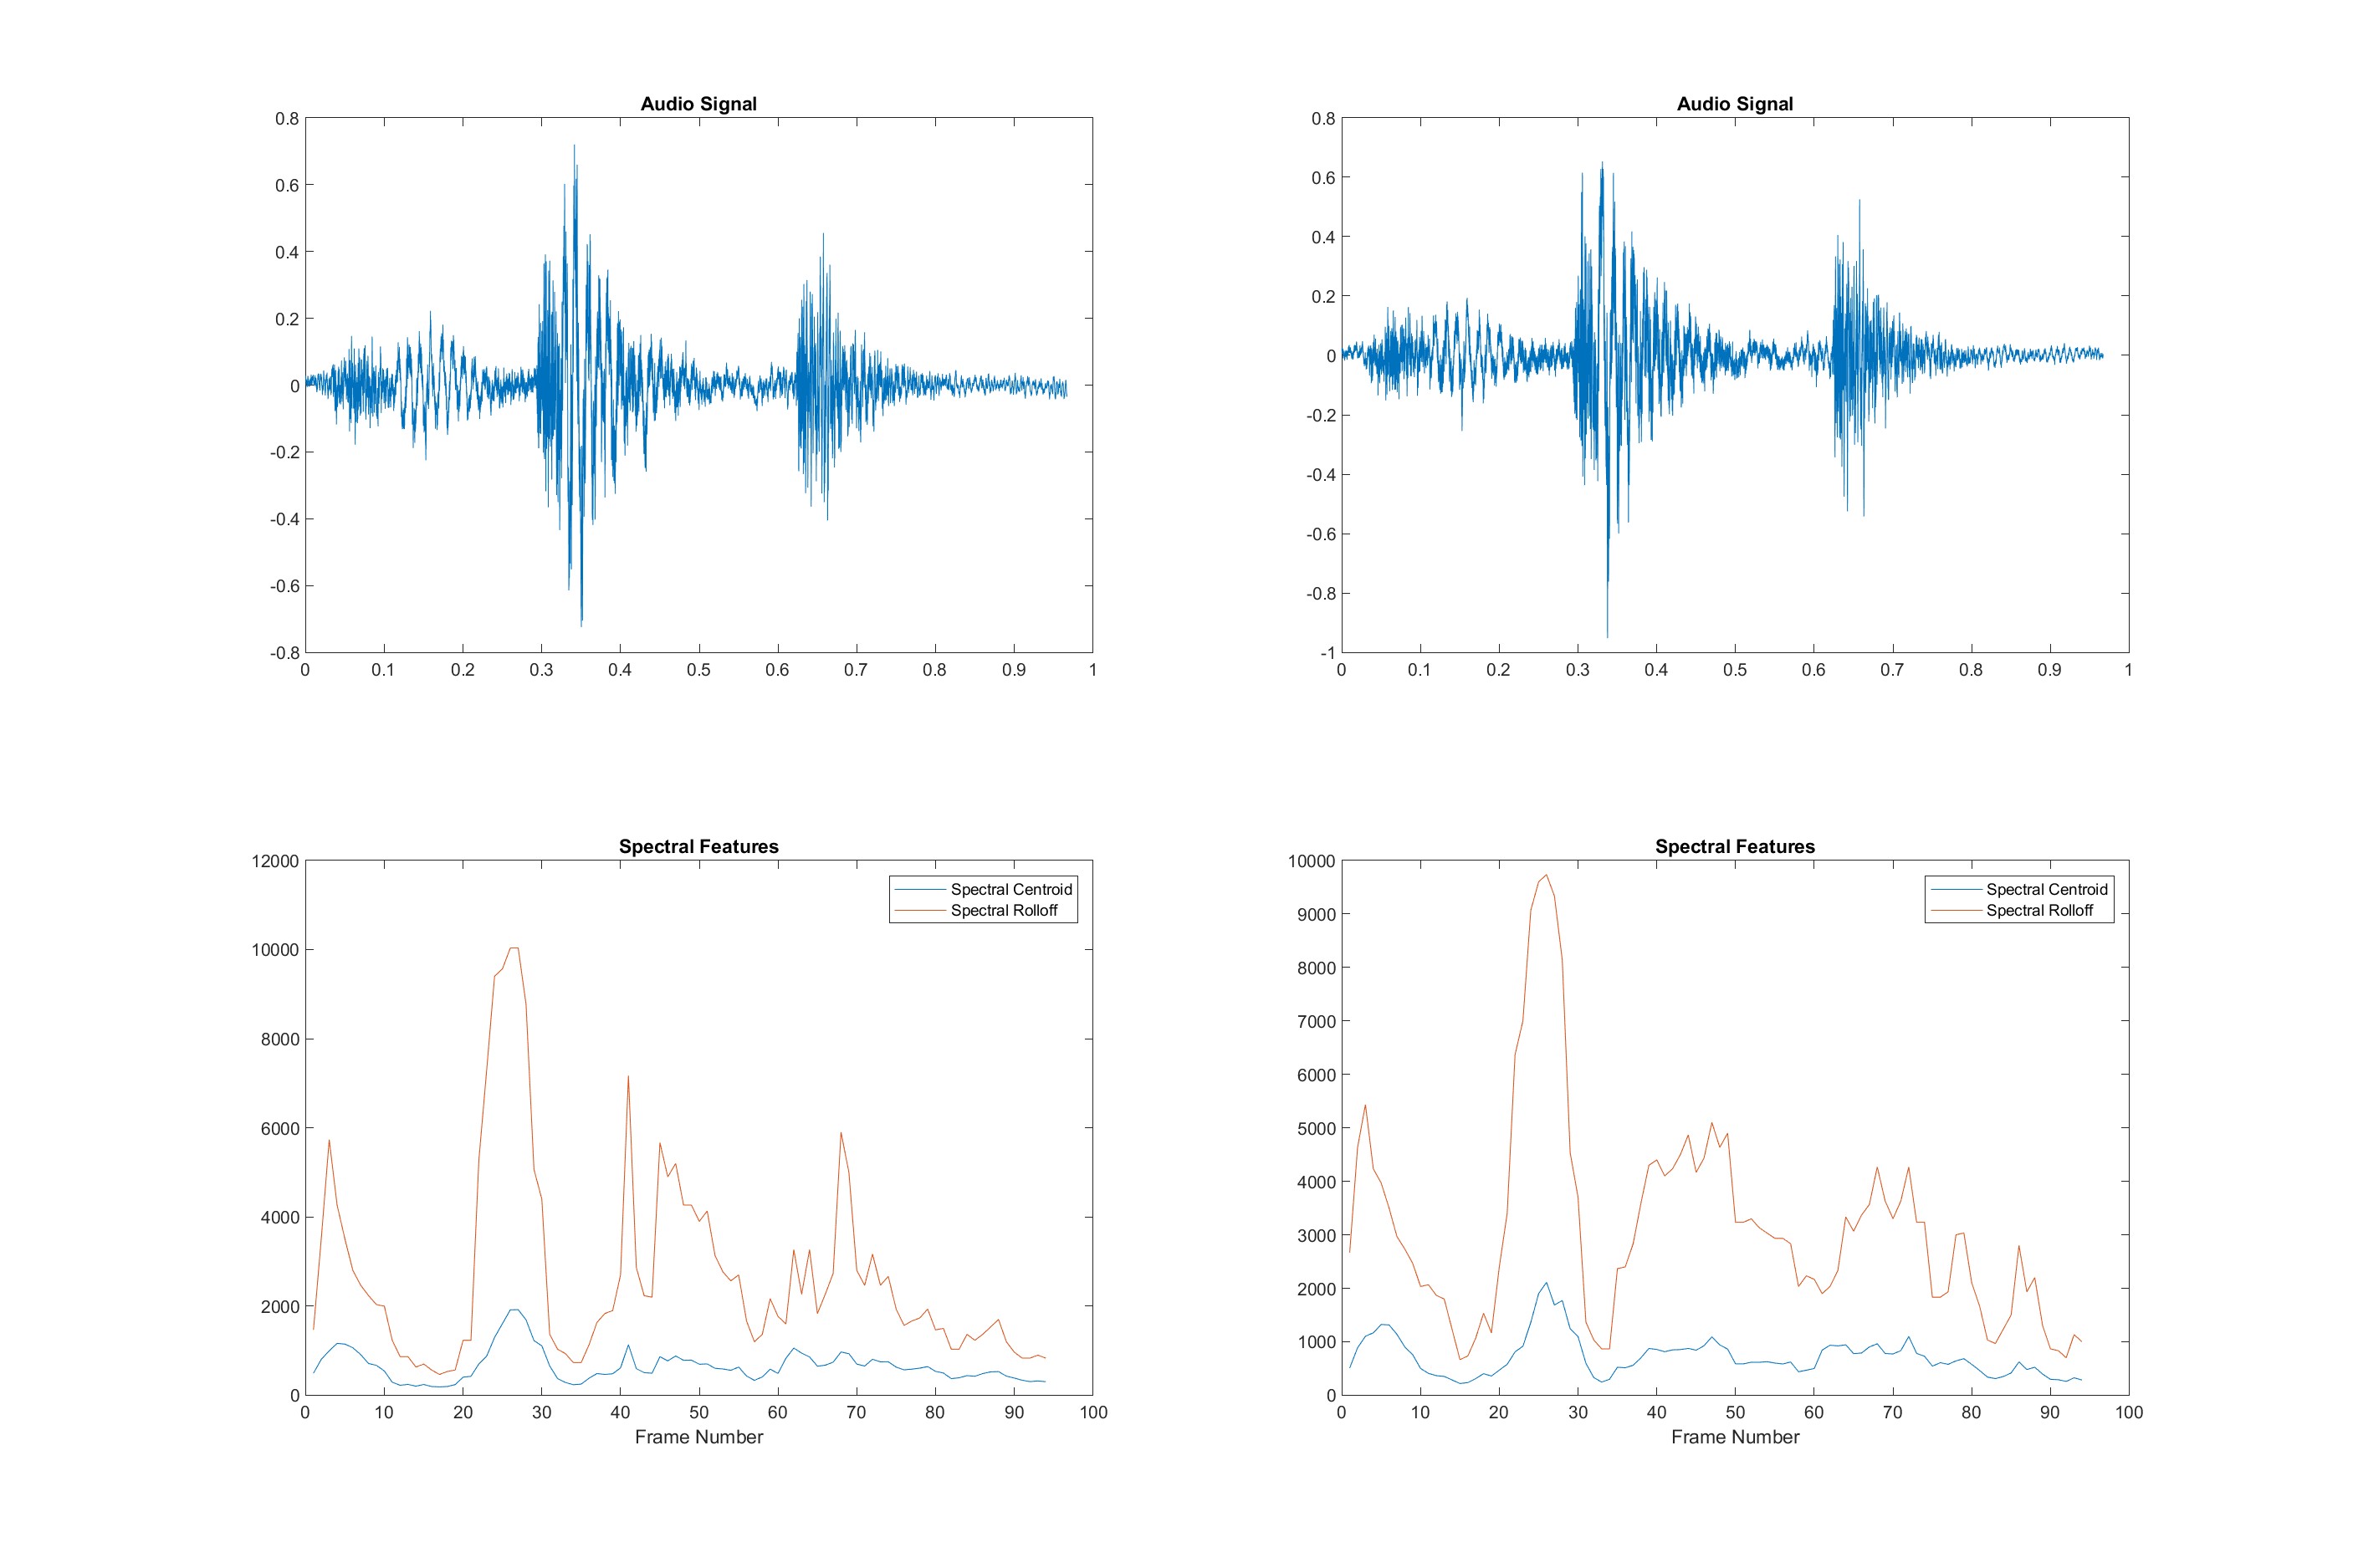 Audio Signal
0.8
0.6
0.4
0.2
0
-0.2
-0.4
-0.6
-0.8
0 0.1 0.2 0.3 0.4 0.5 0.6 0.7 0.8 0.9 1
Audio Signal
0.8
0.6
0.4
0.2
0
-0.2
-0.4
-0.6
-0.8
-1
0 0.1 0.2 0.3 0.4 0.5 0.6 0.7 0.8 0.9 1
Spectral Features
12000
10000
8000
6000
4000
2000
0
Spectral Centroid
Spectral Rolloff
0 10 20 30 40 50 60 70 80 90 100
Frame Number
Spectral Features
10000
9000
8000
7000
6000
5000
4000
3000
2000
1000
0
Spectral Centroid
Spectral Rolloff
0 10 20 30 40 50 60 70 80 90 100
Frame Number